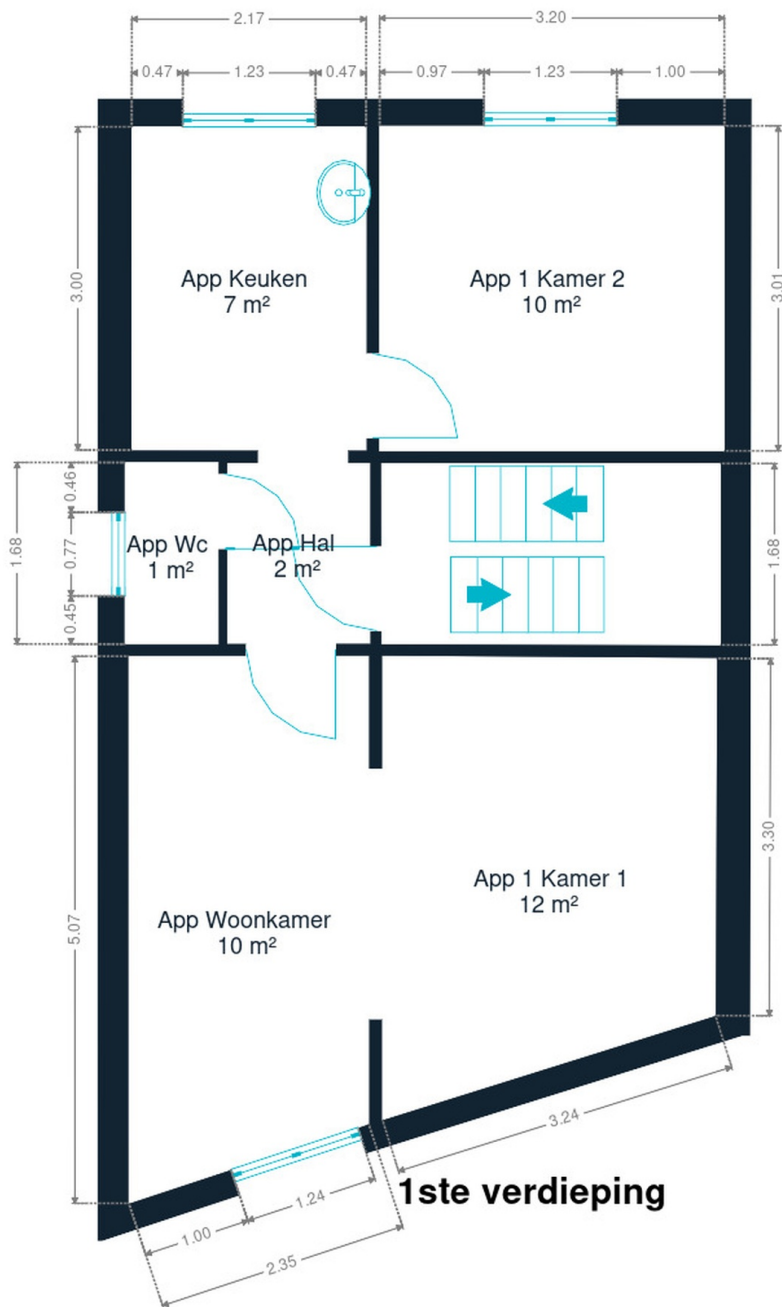 2.17
3.20
0.47
1.23
0.47
0.97
1.23
1.00
3.00
3.01
App Keuken
7 m²
App 1 Kamer 2
10 m²
0.46
1.68
0.77
0.45
1.68
App Wc
1 m²
App Hal
2 m²
5.07
3.30
App 1 Kamer 1
12 m²
App Woonkamer
10 m²
3.24
1.00
1.24
2.35
1ste verdieping